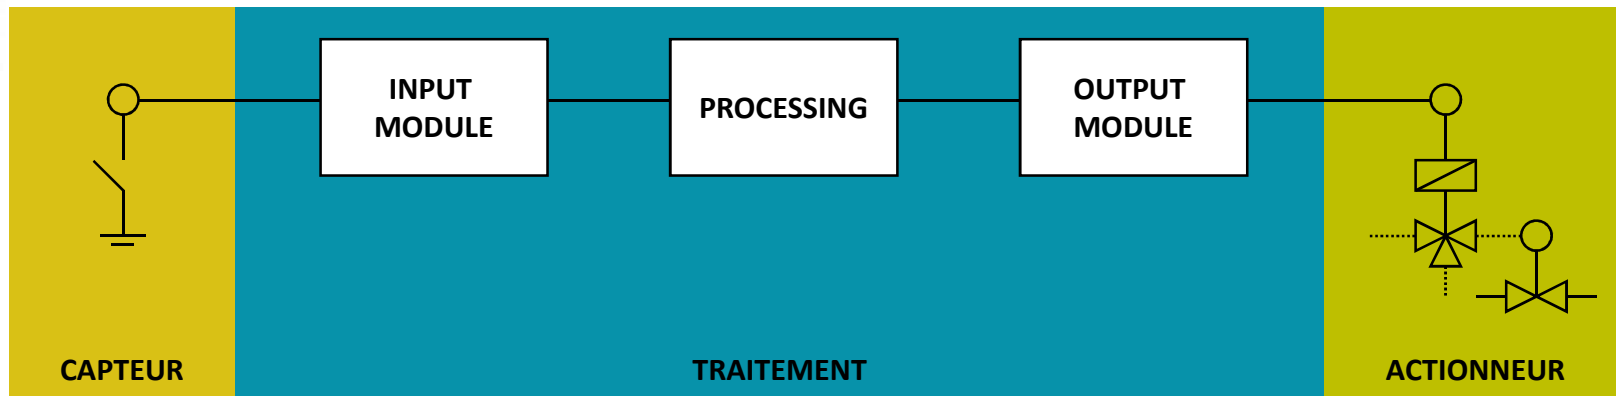 INPUT
MODULE
PROCESSING
OUTPUT
MODULE
CAPTEUR
TRAITEMENT
ACTIONNEUR